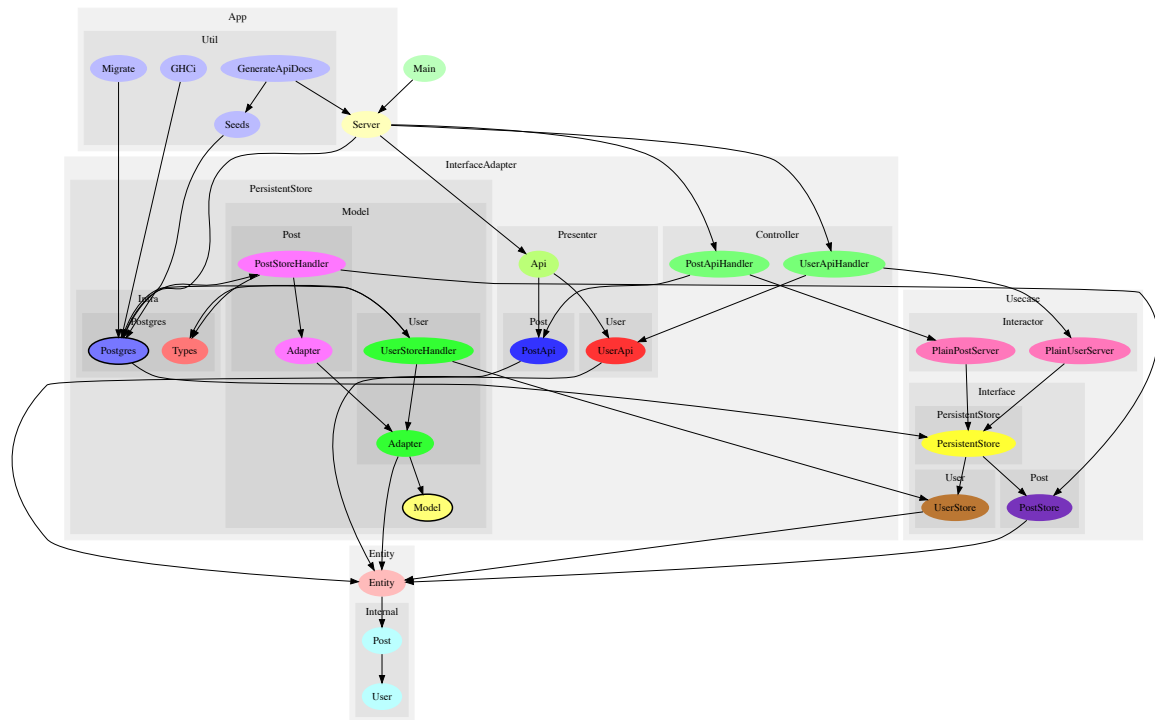 App
Util
Migrate
GHCi
GenerateApiDocs
Main
Seeds
Server
InterfaceAdapter
PersistentStore
Model
Post
Presenter
Controller
PostStoreHandler
Api
PostApiHandler
UserApiHandler
Infra
Usecase
Postgres
User
Post
User
Interactor
Postgres
Types
Adapter
UserStoreHandler
PostApi
UserApi
PlainPostServer
PlainUserServer
Interface
PersistentStore
Adapter
PersistentStore
User
Post
Model
UserStore
PostStore
Entity
Entity
Internal
Post
User